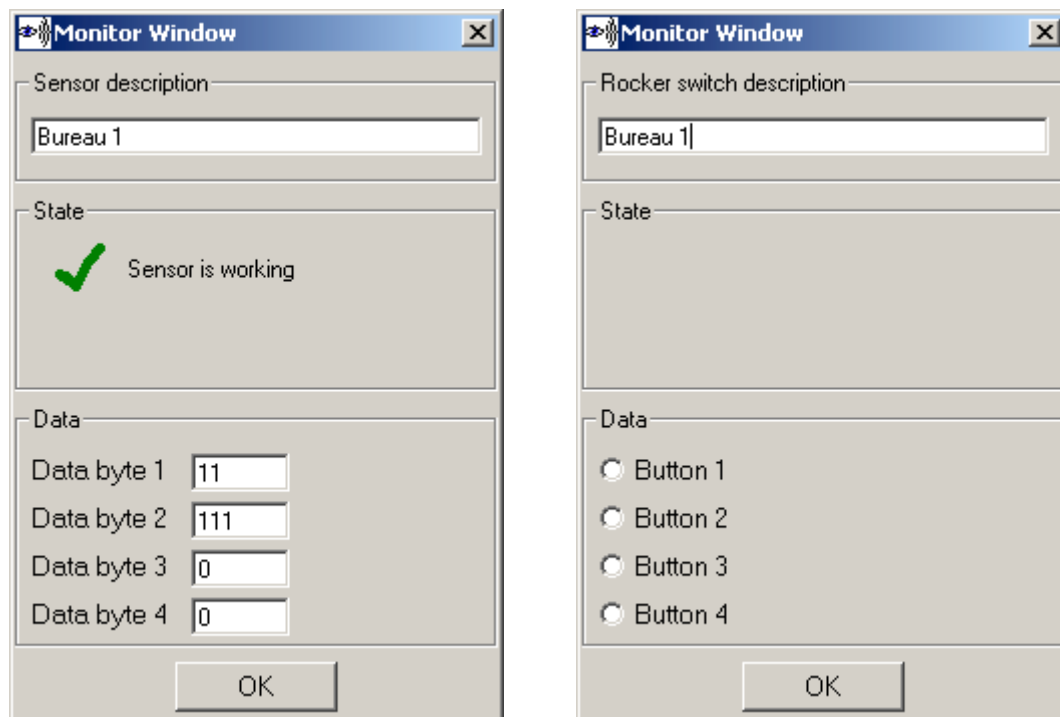 Monitor Window
Sensor description
Bureau 1
State
Sensor is working
Data
Data byte 1 11
Data byte 2 111
Data byte 3 0
Data byte 4 0
OK
Monitor Window
Rocker switch description
Bureau 1
State
Data
Button 1
Button 2
Button 3
Button 4
OK